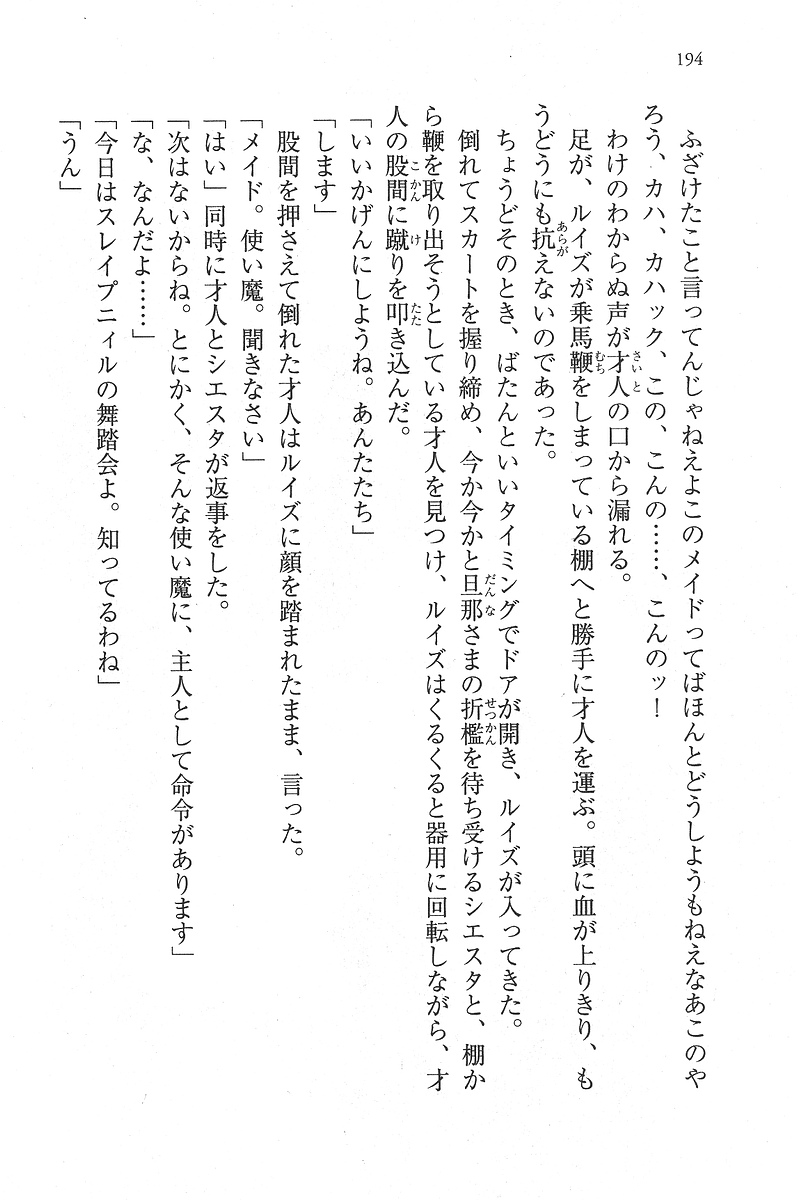 194
ふざけたこと言ってんじゃねえよこのメイドってばほんとどうしようもねえなあこのや
ろう、カハ、カハック、この、こんの……、こんのッ！
わけのわからぬ声が才人の口から漏れる。
足が、ルイズが乗馬鞭をしまっている棚へと勝手に才人を運ぶ。頭に血が上りきり、も
うどうにも抗えないのであった。
ちょうどそのとき、ばたんといいタイミングでドアが開き、ルイズが入ってきた。
倒れてスカートを握り締め、今か今かと旦那さまの折檻を待ち受けるシエスタと、棚か
ら鞭を取り出そうとしている才人を見つけ、ルイズはくるくると器用に回転しながら、才
人の股間に蹴りを叩き込んだ。
「いいかげんにしようね。あんたたち」
「します」
股間を押さえて倒れた才人はルイズに顔を踏まれたまま、言った。
「メイド。使い魔。聞きなさい」
「はい」同時に才人とシエスタが返事をした。
「次はないからね。とにかく、そんな使い魔に、主人として命令があります」
「な、なんだよ……」
「今日はスレイプニィルの舞踏会よ。知ってるわね」
「うん」